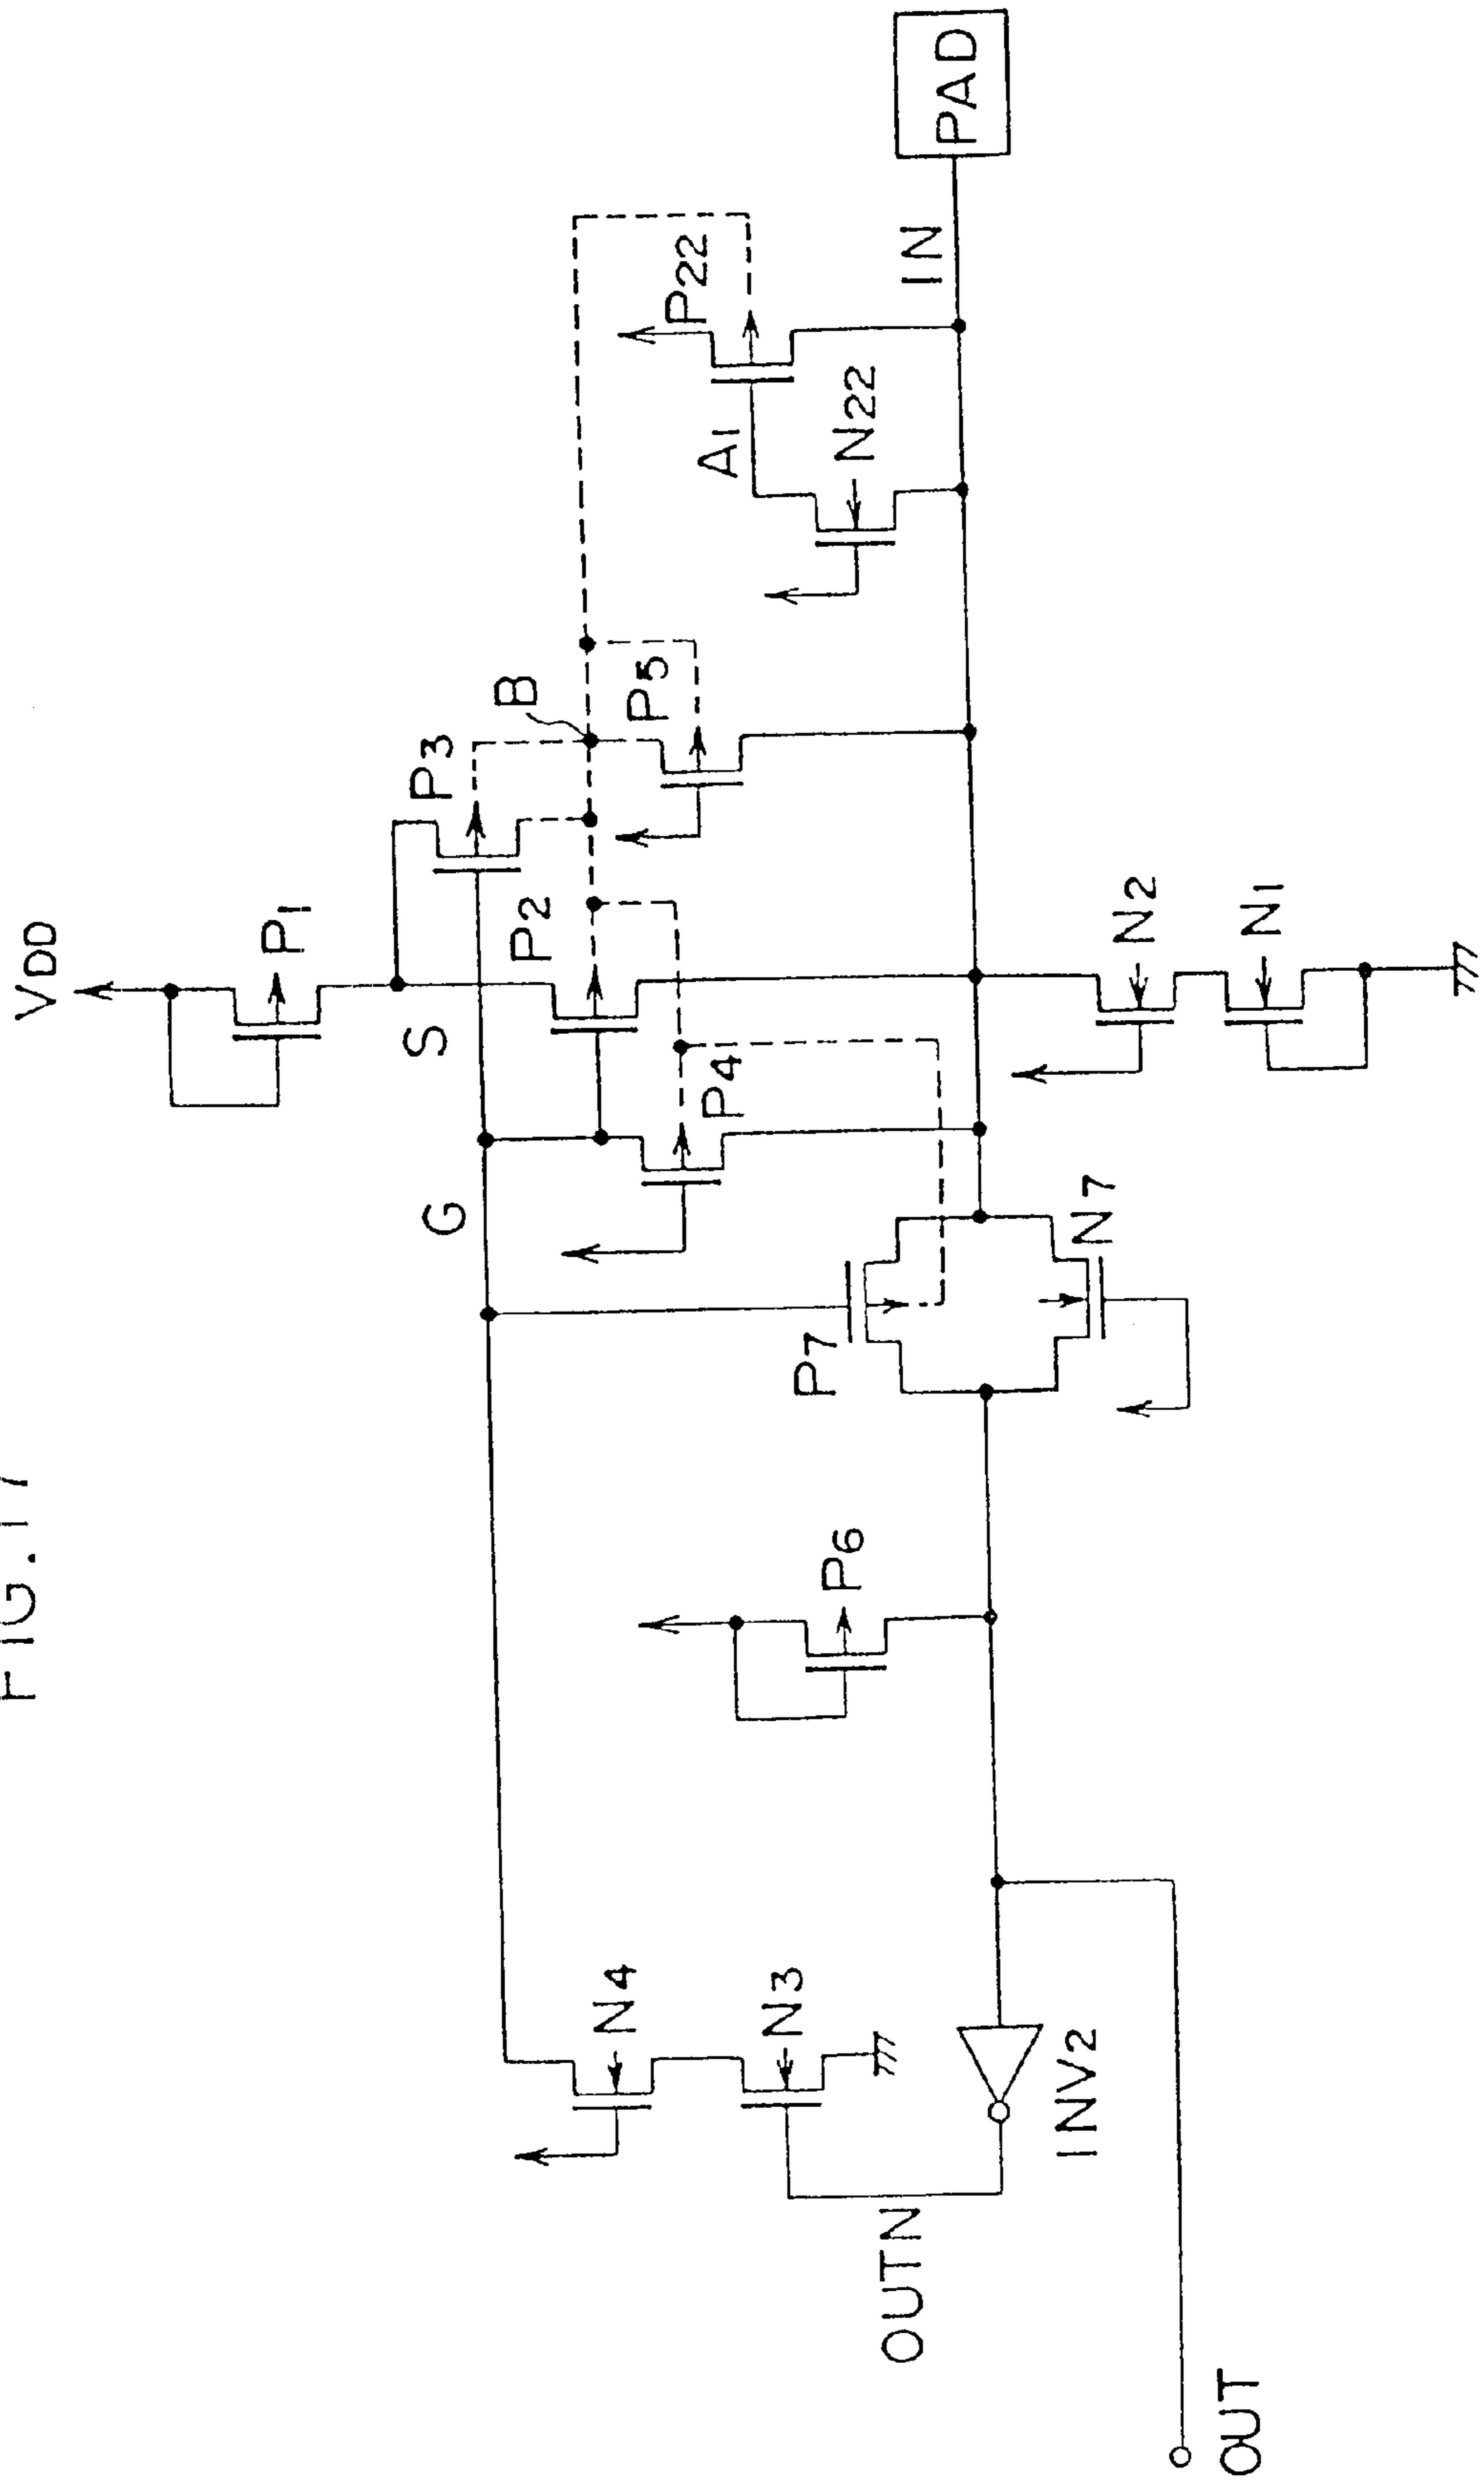 FIG. 17
VDD
P1
S
P3
G
P2
B
P4
P5
P22
A1
N22
IN
PAD
P7
N7
N2
N1
P6
N4
N3
INV2
OUTN
OUT